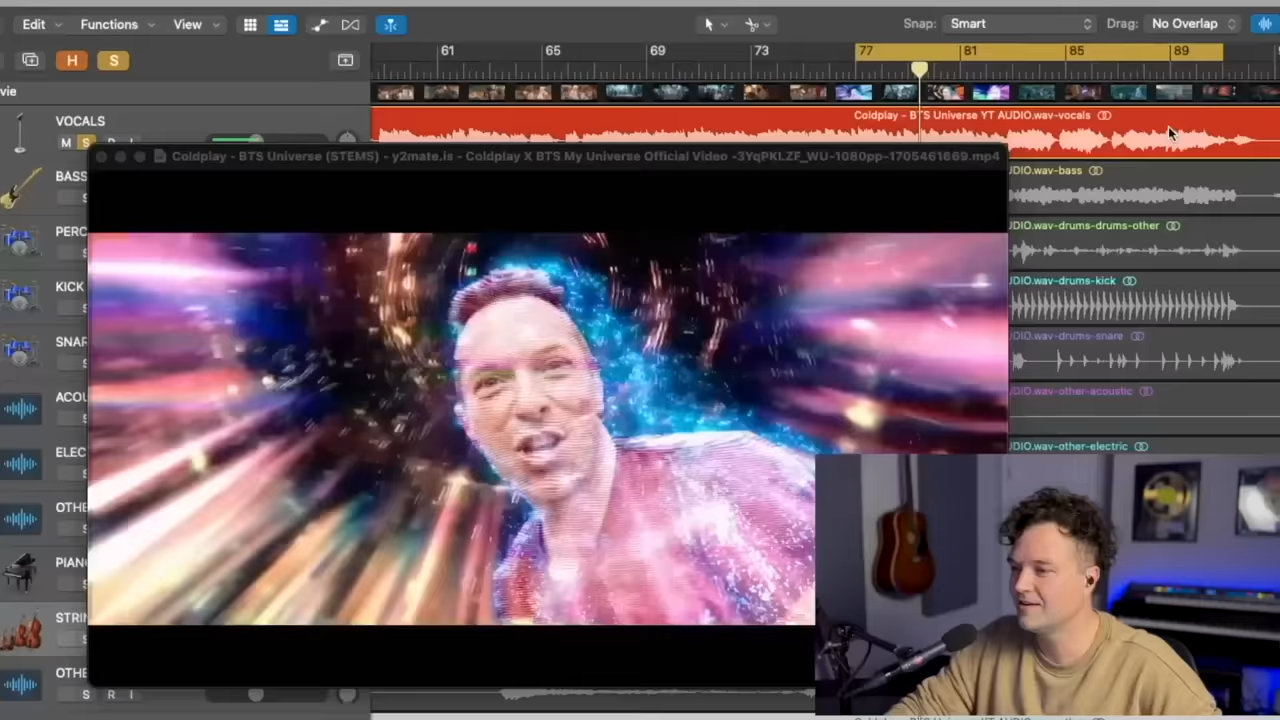 Edit Functions View Snap: Smart Drag: No Overlap
H S 61 65 69 73 77 81 85 89
vie
VOCALS Coldplay - BTS Universe YT AUDIO.wav-vocals
M S R I
Coldplay - BTS Universe (STEMS) - y2mate.is - Coldplay X BTS My Universe Official Video -3YqPKLZF_WU-1080pp-1705461669.mp4
BASS UDIO.wav-bass
PERC UDIO.wav-drums-drums-other
KICK UDIO.wav-drums-kick
SNAR UDIO.wav-drums-snare
ACOU UDIO.wav-other-acoustic
ELEC UDIO.wav-other-electric
OTHE
PIAN
STRIN
OTHE
S R I